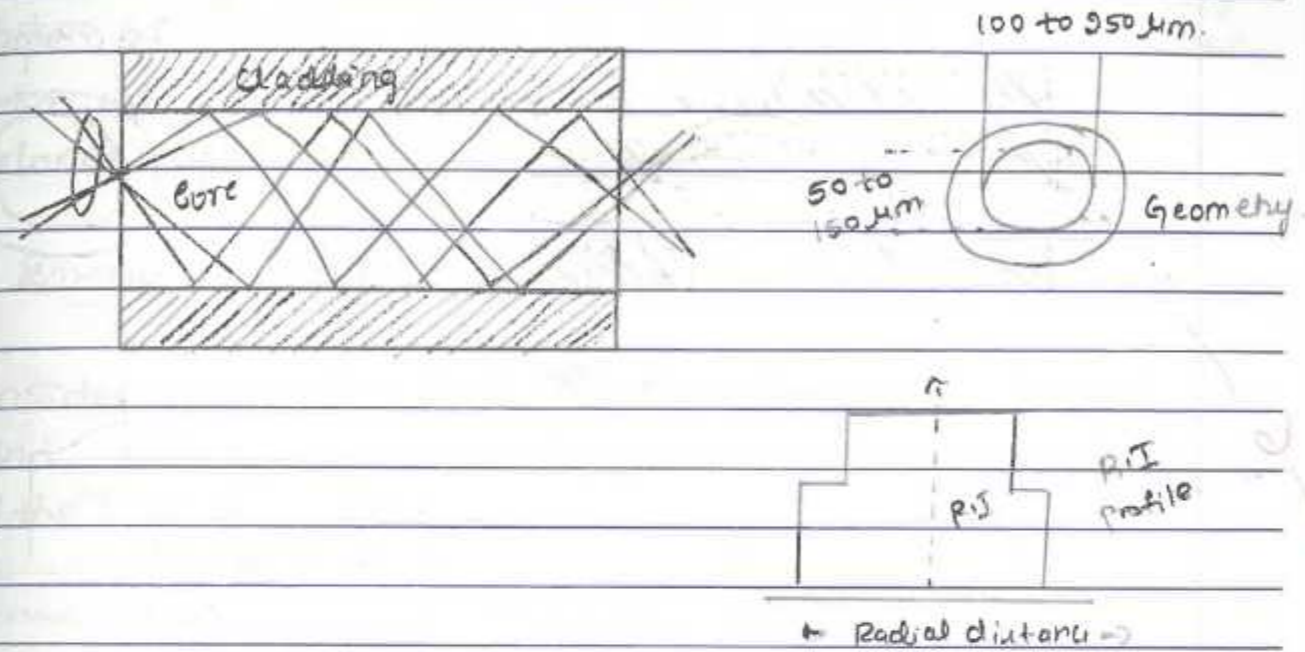 100 to 250 µm.
Cladding
Core
50 to
150 µm
Geometry
R.I
profile
R.I
Radial distance